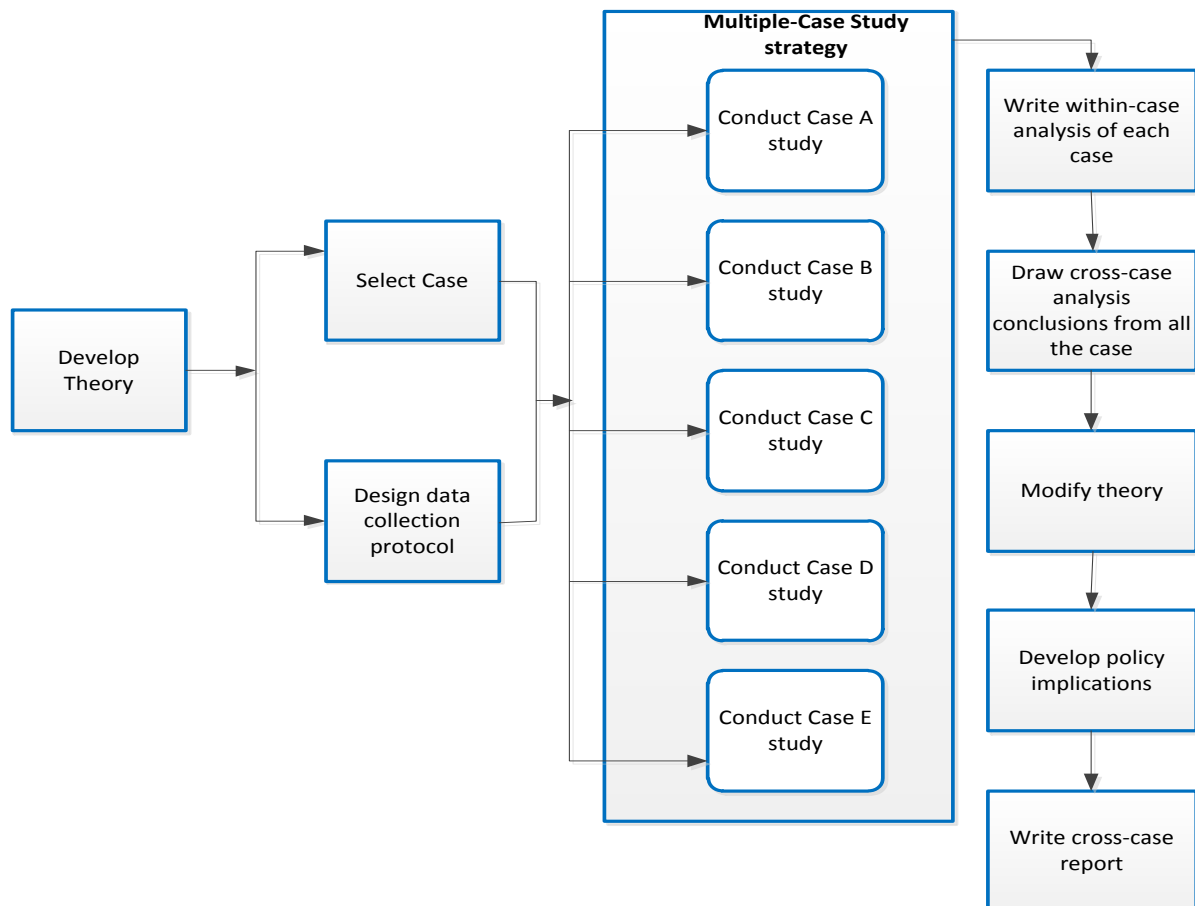 Develop
Theory
Select Case
Design data
collection
protocol
Multiple-Case Study
strategy
Conduct Case A
study
Conduct Case B
study
Conduct Case C
study
Conduct Case D
study
Conduct Case E
study
Write within-case
analysis of each
case
Draw cross-case
analysis
conclusions from all
the case
Modify theory
Develop policy
implications
Write cross-case
report